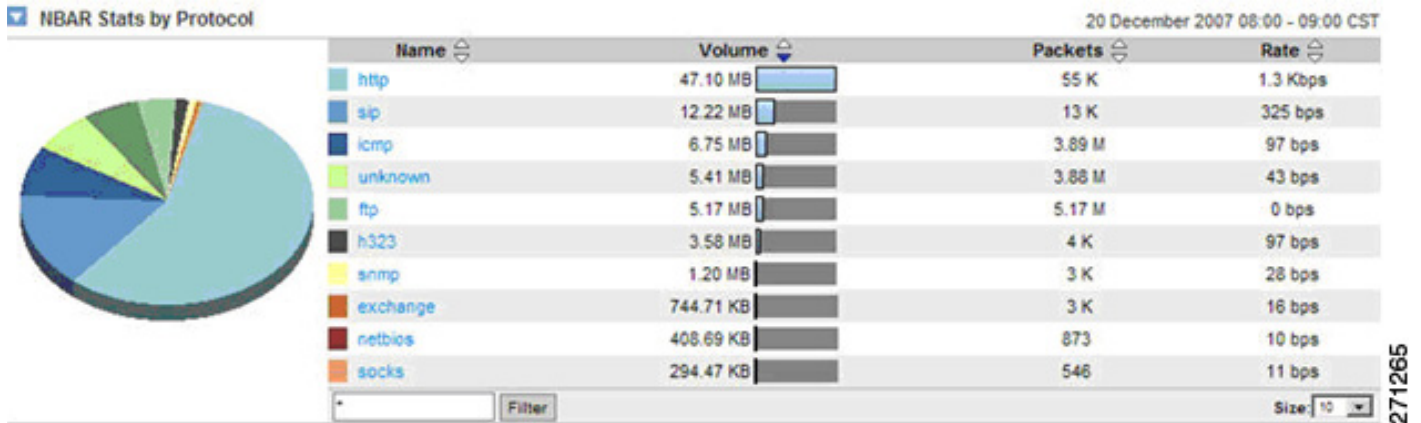 NBAR Stats by Protocol 20 December 2007 08:00 - 09:00 CST
Name Volume Packets Rate
http 47.10 MB 55 K 1.3 Kbps
sip 12.22 MB 13 K 325 bps
icmp 6.75 MB 3.89 M 97 bps
unknown 5.41 MB 3.88 M 43 bps
ftp 5.17 MB 5.17 M 0 bps
h323 3.58 MB 4 K 97 bps
snmp 1.20 MB 3 K 28 bps
exchange 744.71 KB 3 K 16 bps
netbios 408.69 KB 873 10 bps
socks 294.47 KB 546 11 bps
* Filter Size: 10
271265